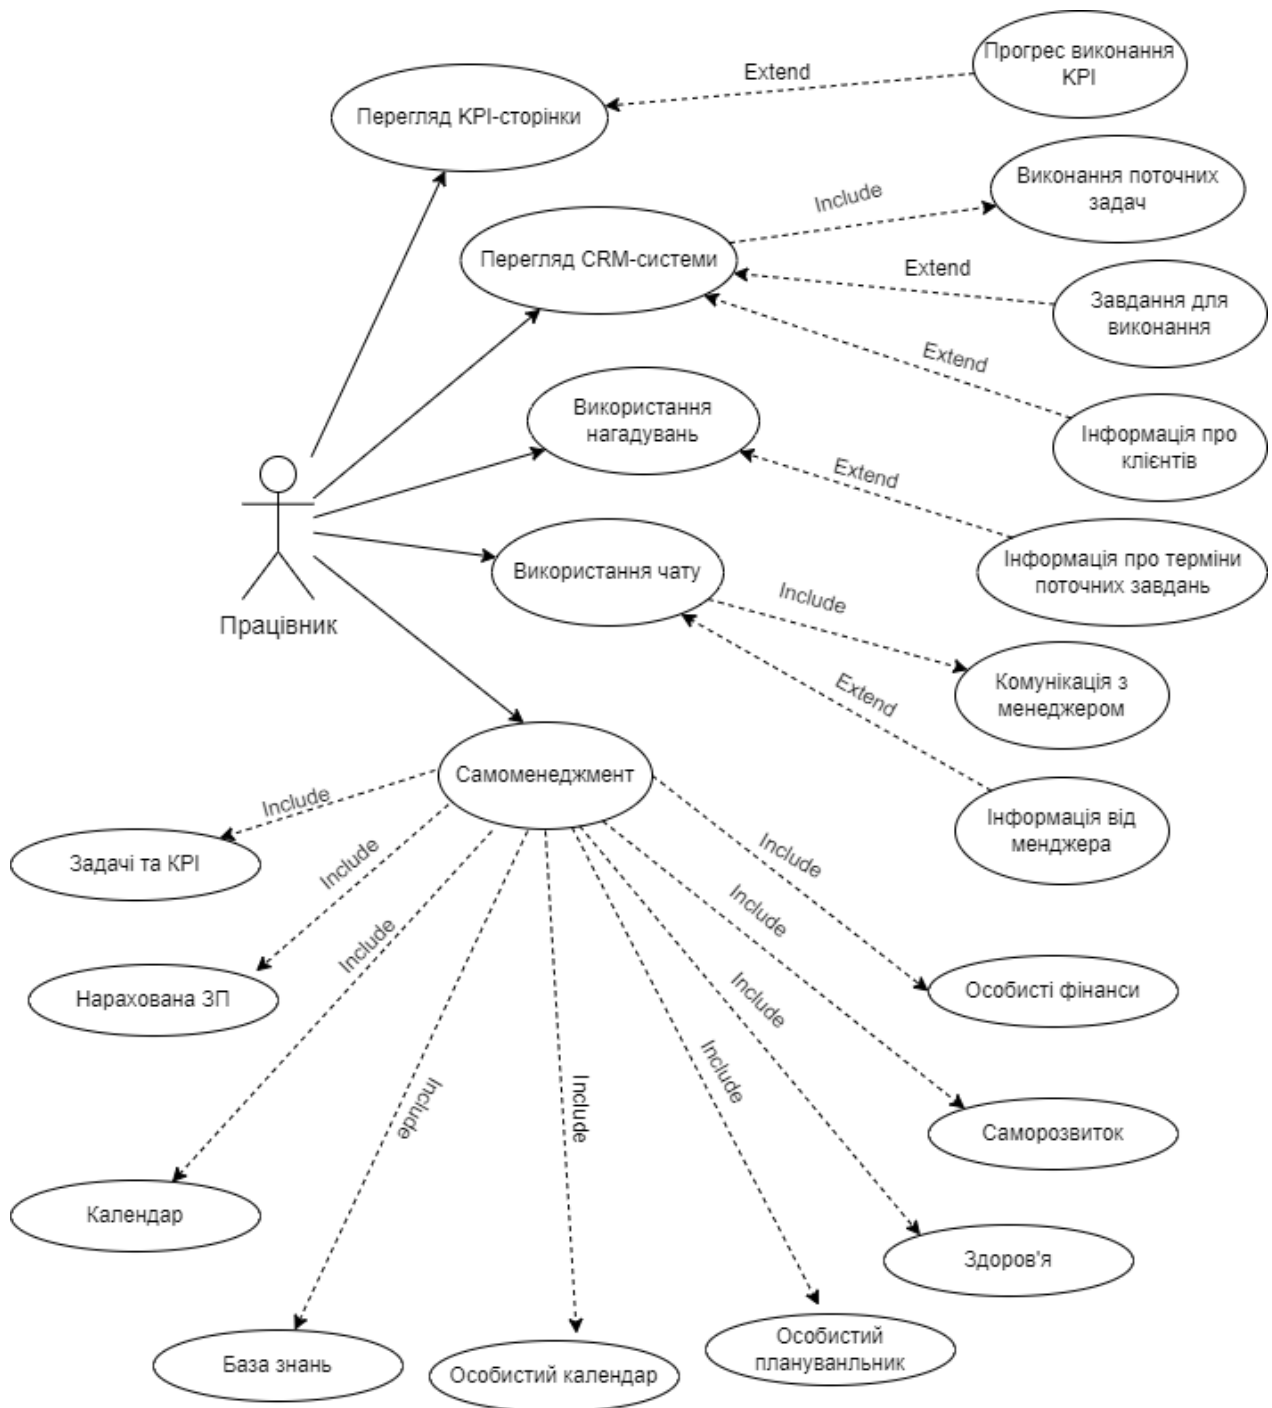 Прогрес виконання
KPI
Extend
Перегляд KPI-сторінки
Виконання поточних
задач
Include
Перегляд CRM-системи
Extend
Завдання для
виконання
Extend
Використання
нагадувань
Інформація про
клієнтів
Extend
Використання чату
Інформація про терміни
поточних завдань
Include
Працівник
Комунікація з
менеджером
Extend
Самоменеджмент
Інформація від
менджера
Include
Задачі та KPI
Include
Include
Include
Include
Нарахована ЗП
Особисті фінанси
Include
Include
Include
Include
Саморозвиток
Календар
Здоров'я
База знань
Особистий календар
Особистий
плануванльник